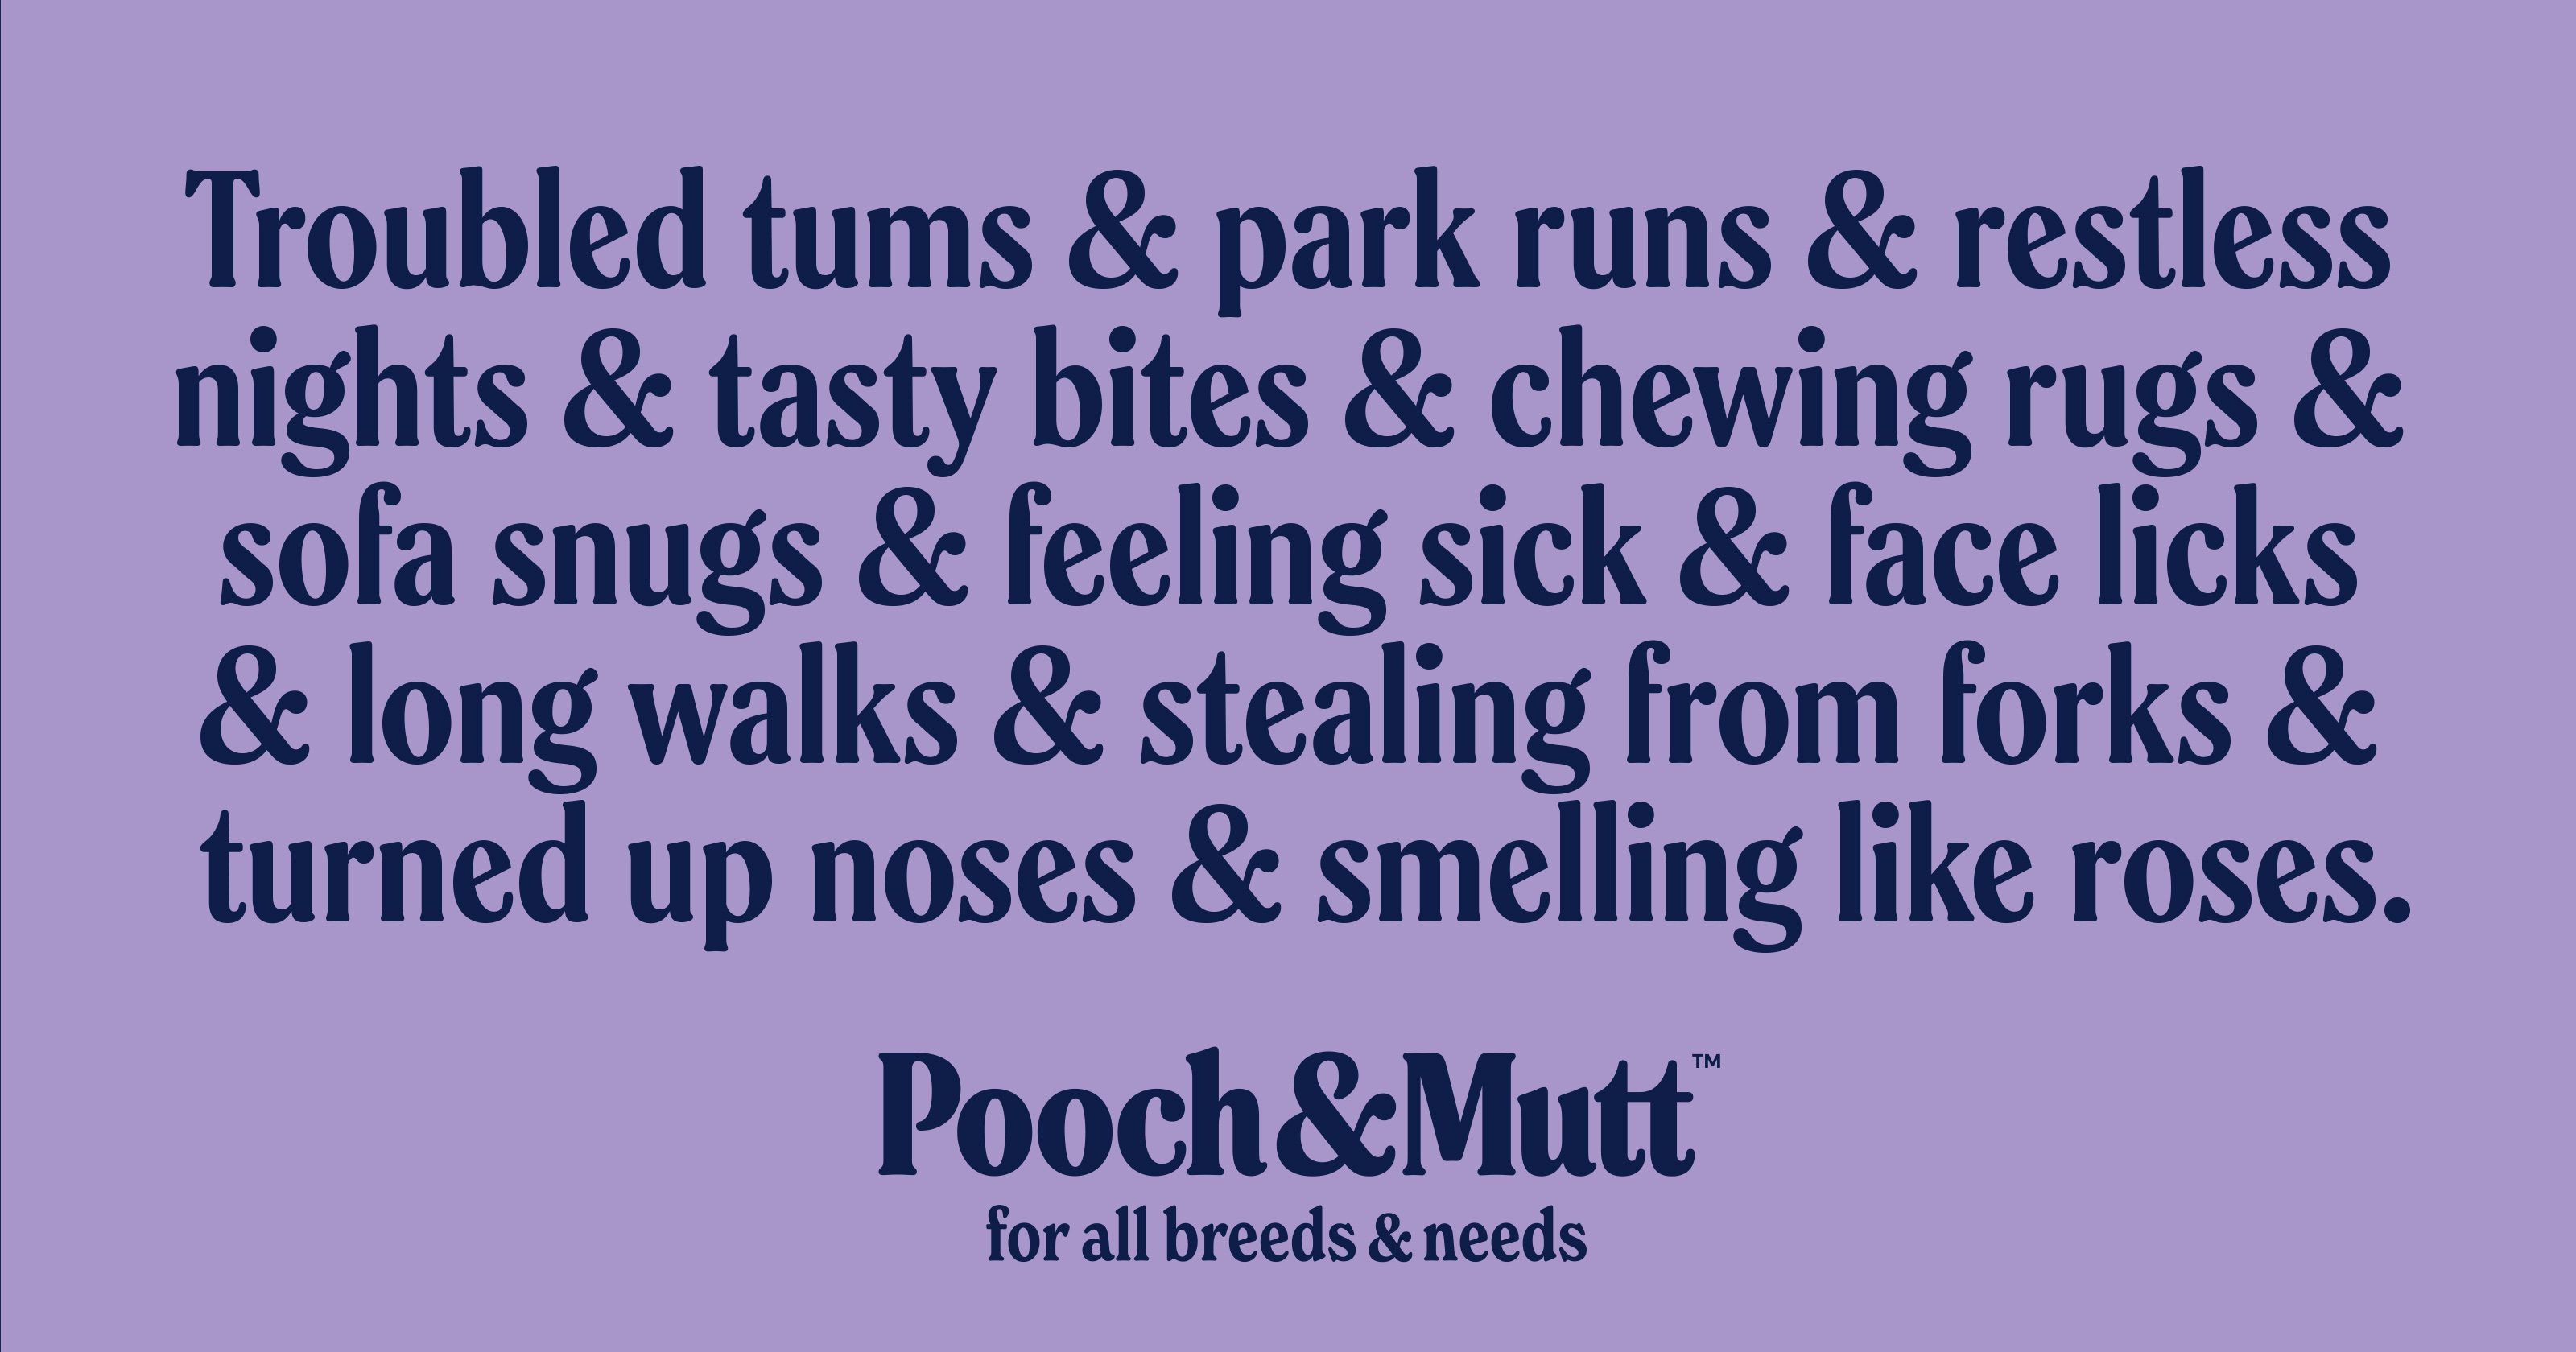 Troubled tums & park runs & restless
nights & tasty bites & chewing rugs &
sofa snugs & feeling sick & face licks
& long walks & stealing from forks &
turned up noses & smelling like roses.
Pooch&Mutt™
for all breeds & needs